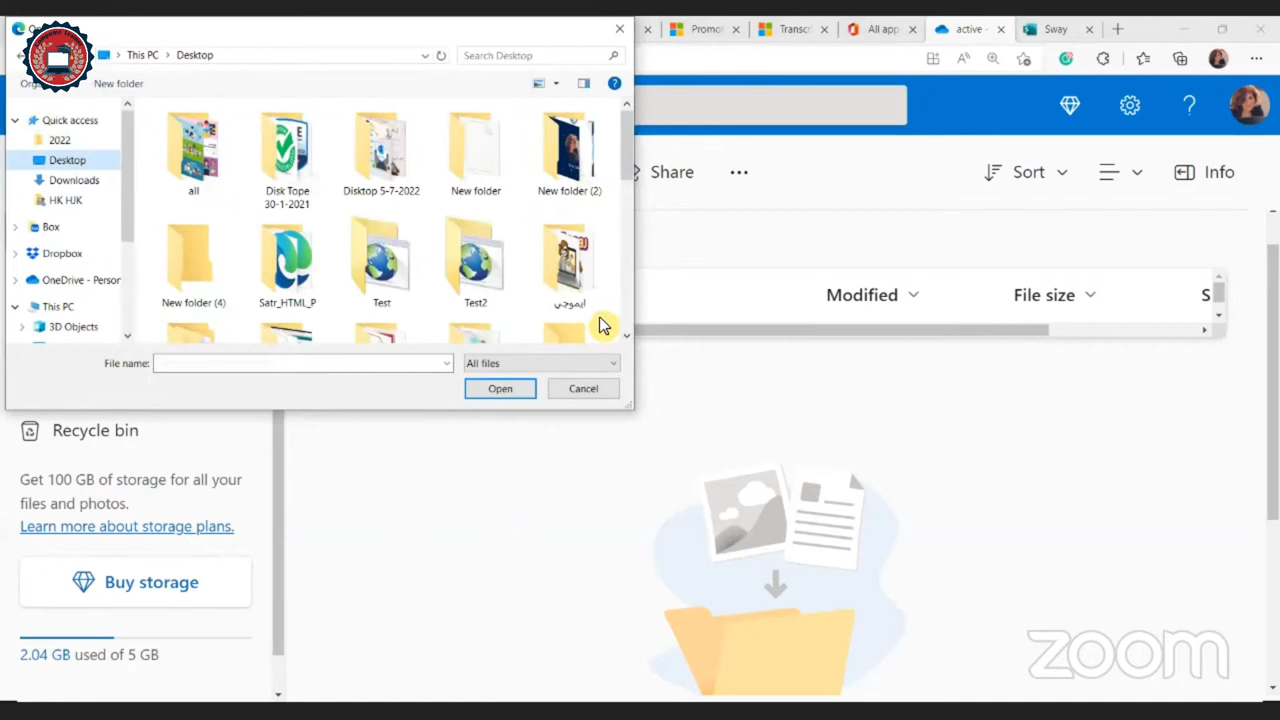 Promo
Transcri
All app
active -
Sway
This PC
Desktop
Search Desktop
New folder
Quick access
2022
Desktop
Downloads
HK HJK
Box
Dropbox
OneDrive - Person
This PC
3D Objects
all
Disk Tope
30-1-2021
Disktop 5-7-2022
New folder
New folder (2)
New folder (4)
Satr_HTML_P
Test
Test2
ايموجي
File name:
All files
Open
Cancel
Share
Sort
Info
Modified
File size
S
Recycle bin
Get 100 GB of storage for all your
files and photos.
Learn more about storage plans.
Buy storage
2.04 GB used of 5 GB
zoom